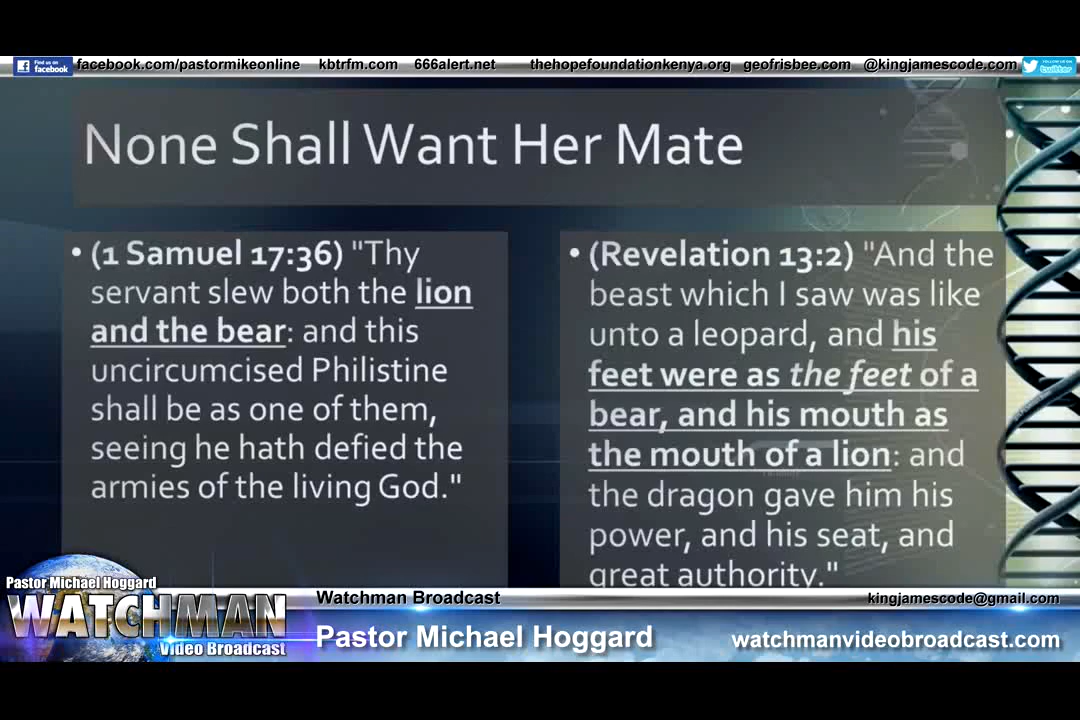 Find us on
facebook
facebook.com/pastormikeonline kbtrfm.com 666alert.net thehopefoundationkenya.org geofrisbee.com @kingjamescode.com
FOLLOW US ON
twitter
None Shall Want Her Mate
• (1 Samuel 17:36) "Thy
servant slew both the lion
and the bear: and this
uncircumcised Philistine
shall be as one of them,
seeing he hath defied the
armies of the living God."
• (Revelation 13:2) "And the
beast which I saw was like
unto a leopard, and his
feet were as the feet of a
bear, and his mouth as
the mouth of a lion: and
the dragon gave him his
power, and his seat, and
great authority."
Pastor Michael Hoggard
WATCHMAN
Video Broadcast
Watchman Broadcast kingjamescode@gmail.com
Pastor Michael Hoggard watchmanvideobroadcast.com